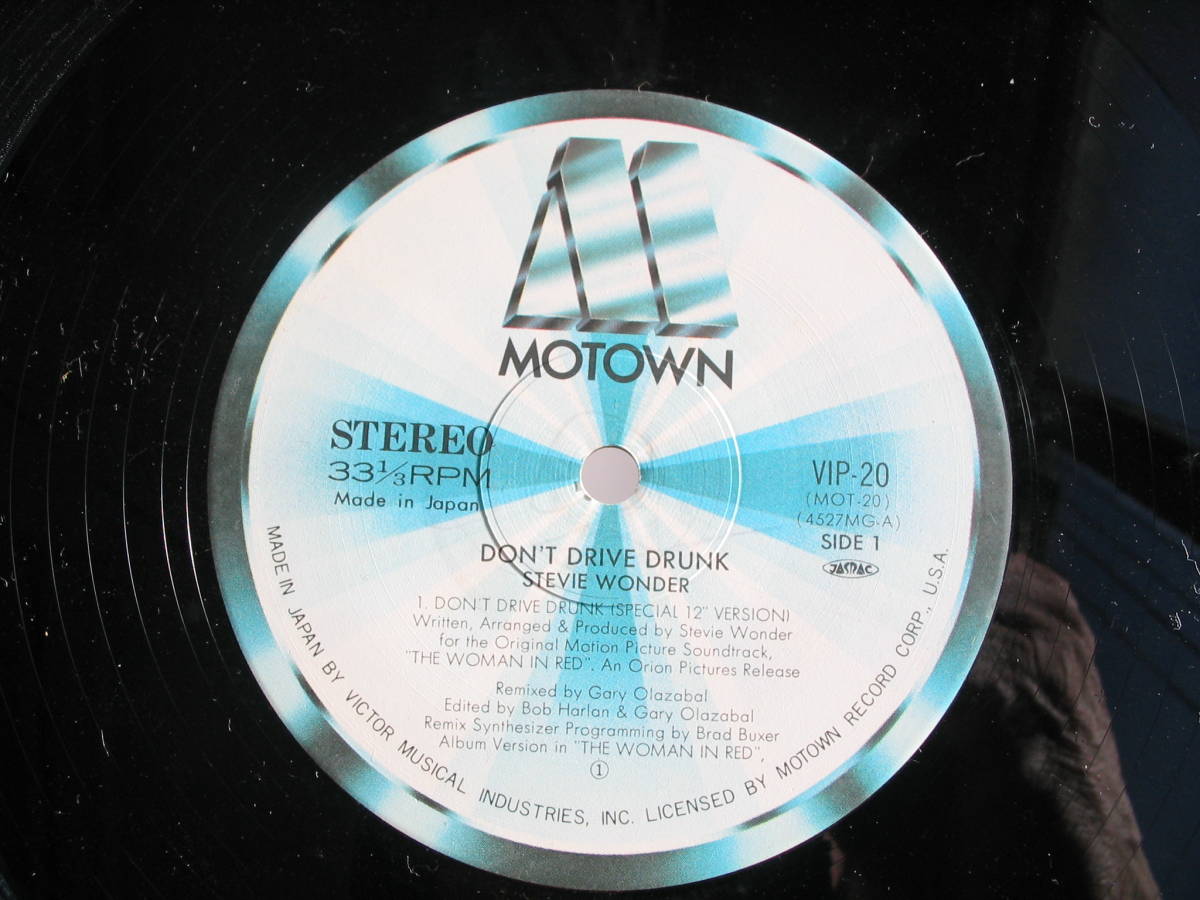 MOTOWN
STEREO
33⅓RPM
Made in Japan
VIP-20
(MOT-20)
(4527MG-A)
SIDE 1
JASRAC
DON'T DRIVE DRUNK
STEVIE WONDER
1. DON'T DRIVE DRUNK (SPECIAL 12" VERSION)
Written, Arranged & Produced by Stevie Wonder
for the Original Motion Picture Soundtrack,
"THE WOMAN IN RED". An Orion Pictures Release
Remixed by Gary Olazabal
Edited by Bob Harlan & Gary Olazabal
Remix Synthesizer Programming by Brad Buxer
Album Version in "THE WOMAN IN RED",
①
MADE IN JAPAN BY VICTOR MUSICAL INDUSTRIES, INC. LICENSED BY MOTOWN RECORD CORP., U.S.A.